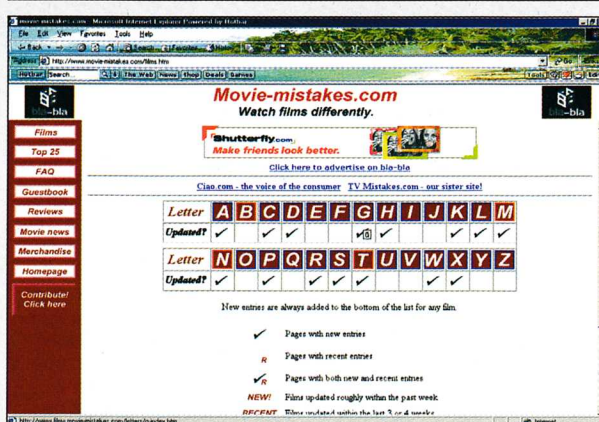 movie-mistakes.com - Microsoft Internet Explorer Powered by Hotbar
File Edit View Favorites Tools Help
Back Search Favorites
Address http://www.movie-mistakes.com/films.htm Go
Hotbar Search The Web News Shop Deals Games Tools
bla-bla
Movie-mistakes.com
Watch films differently.
bla-bla
Films
Top 25
FAQ
Guestbook
Reviews
Movie news
Merchandise
Homepage
Contribute!
Click here
Shutterfly.com
Make friends look better.
Click here to advertise on bla-bla
Ciao.com - the voice of the consumer TV Mistakes.com - our sister site!
Letter A B C D E F G H I J K L M
Updated? ✓ ✓ ✓ ✓ ✓ ✓ ✓ ✓
Letter N O P Q R S T U V W X Y Z
Updated? ✓ ✓ ✓ ✓ ✓ ✓ ✓
New entries are always added to the bottom of the list for any film.
✓ Pages with new entries
R Pages with recent entries
✓R Pages with both new and recent entries
NEW! Films updated roughly within the past week
RECENT Films updated within the last 3 or 4 weeks
Internet